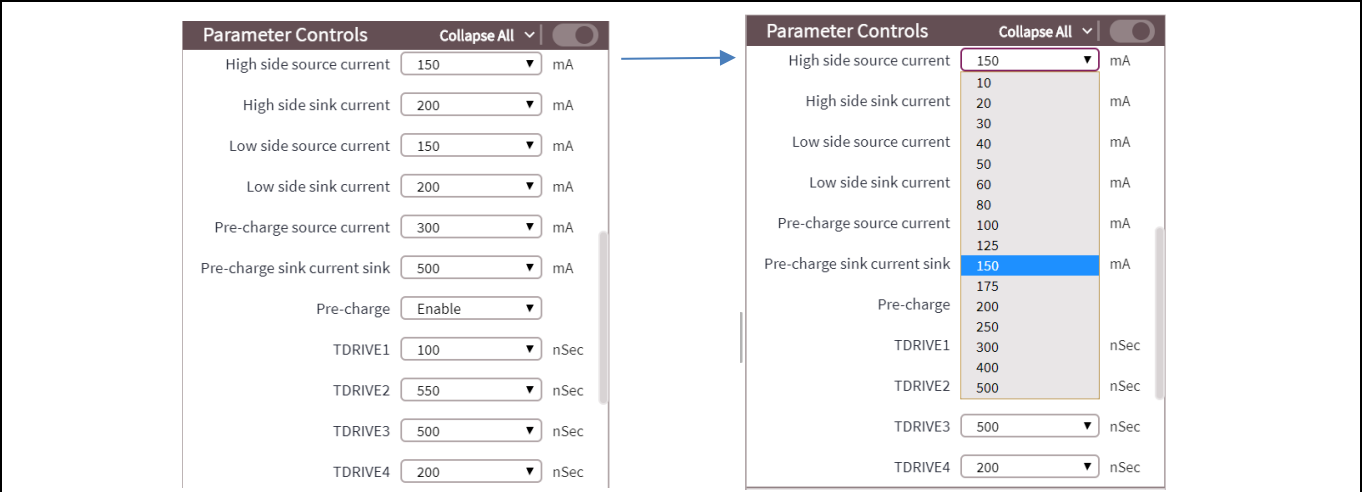 Parameter Controls Collapse All
High side source current 150 mA
High side sink current 200 mA
Low side source current 150 mA
Low side sink current 200 mA
Pre-charge source current 300 mA
Pre-charge sink current sink 500 mA
Pre-charge Enable
TDRIVE1 100 nSec
TDRIVE2 550 nSec
TDRIVE3 500 nSec
TDRIVE4 200 nSec
Parameter Controls Collapse All
High side source current 150 mA
10
20
High side sink current mA
30
40
Low side source current mA
50
60
Low side sink current mA
80
100
Pre-charge source current mA
125
150
Pre-charge sink current sink mA
175
200
Pre-charge
250
300
TDRIVE1 nSec
400
500
TDRIVE2 nSec
TDRIVE3 500 nSec
TDRIVE4 200 nSec